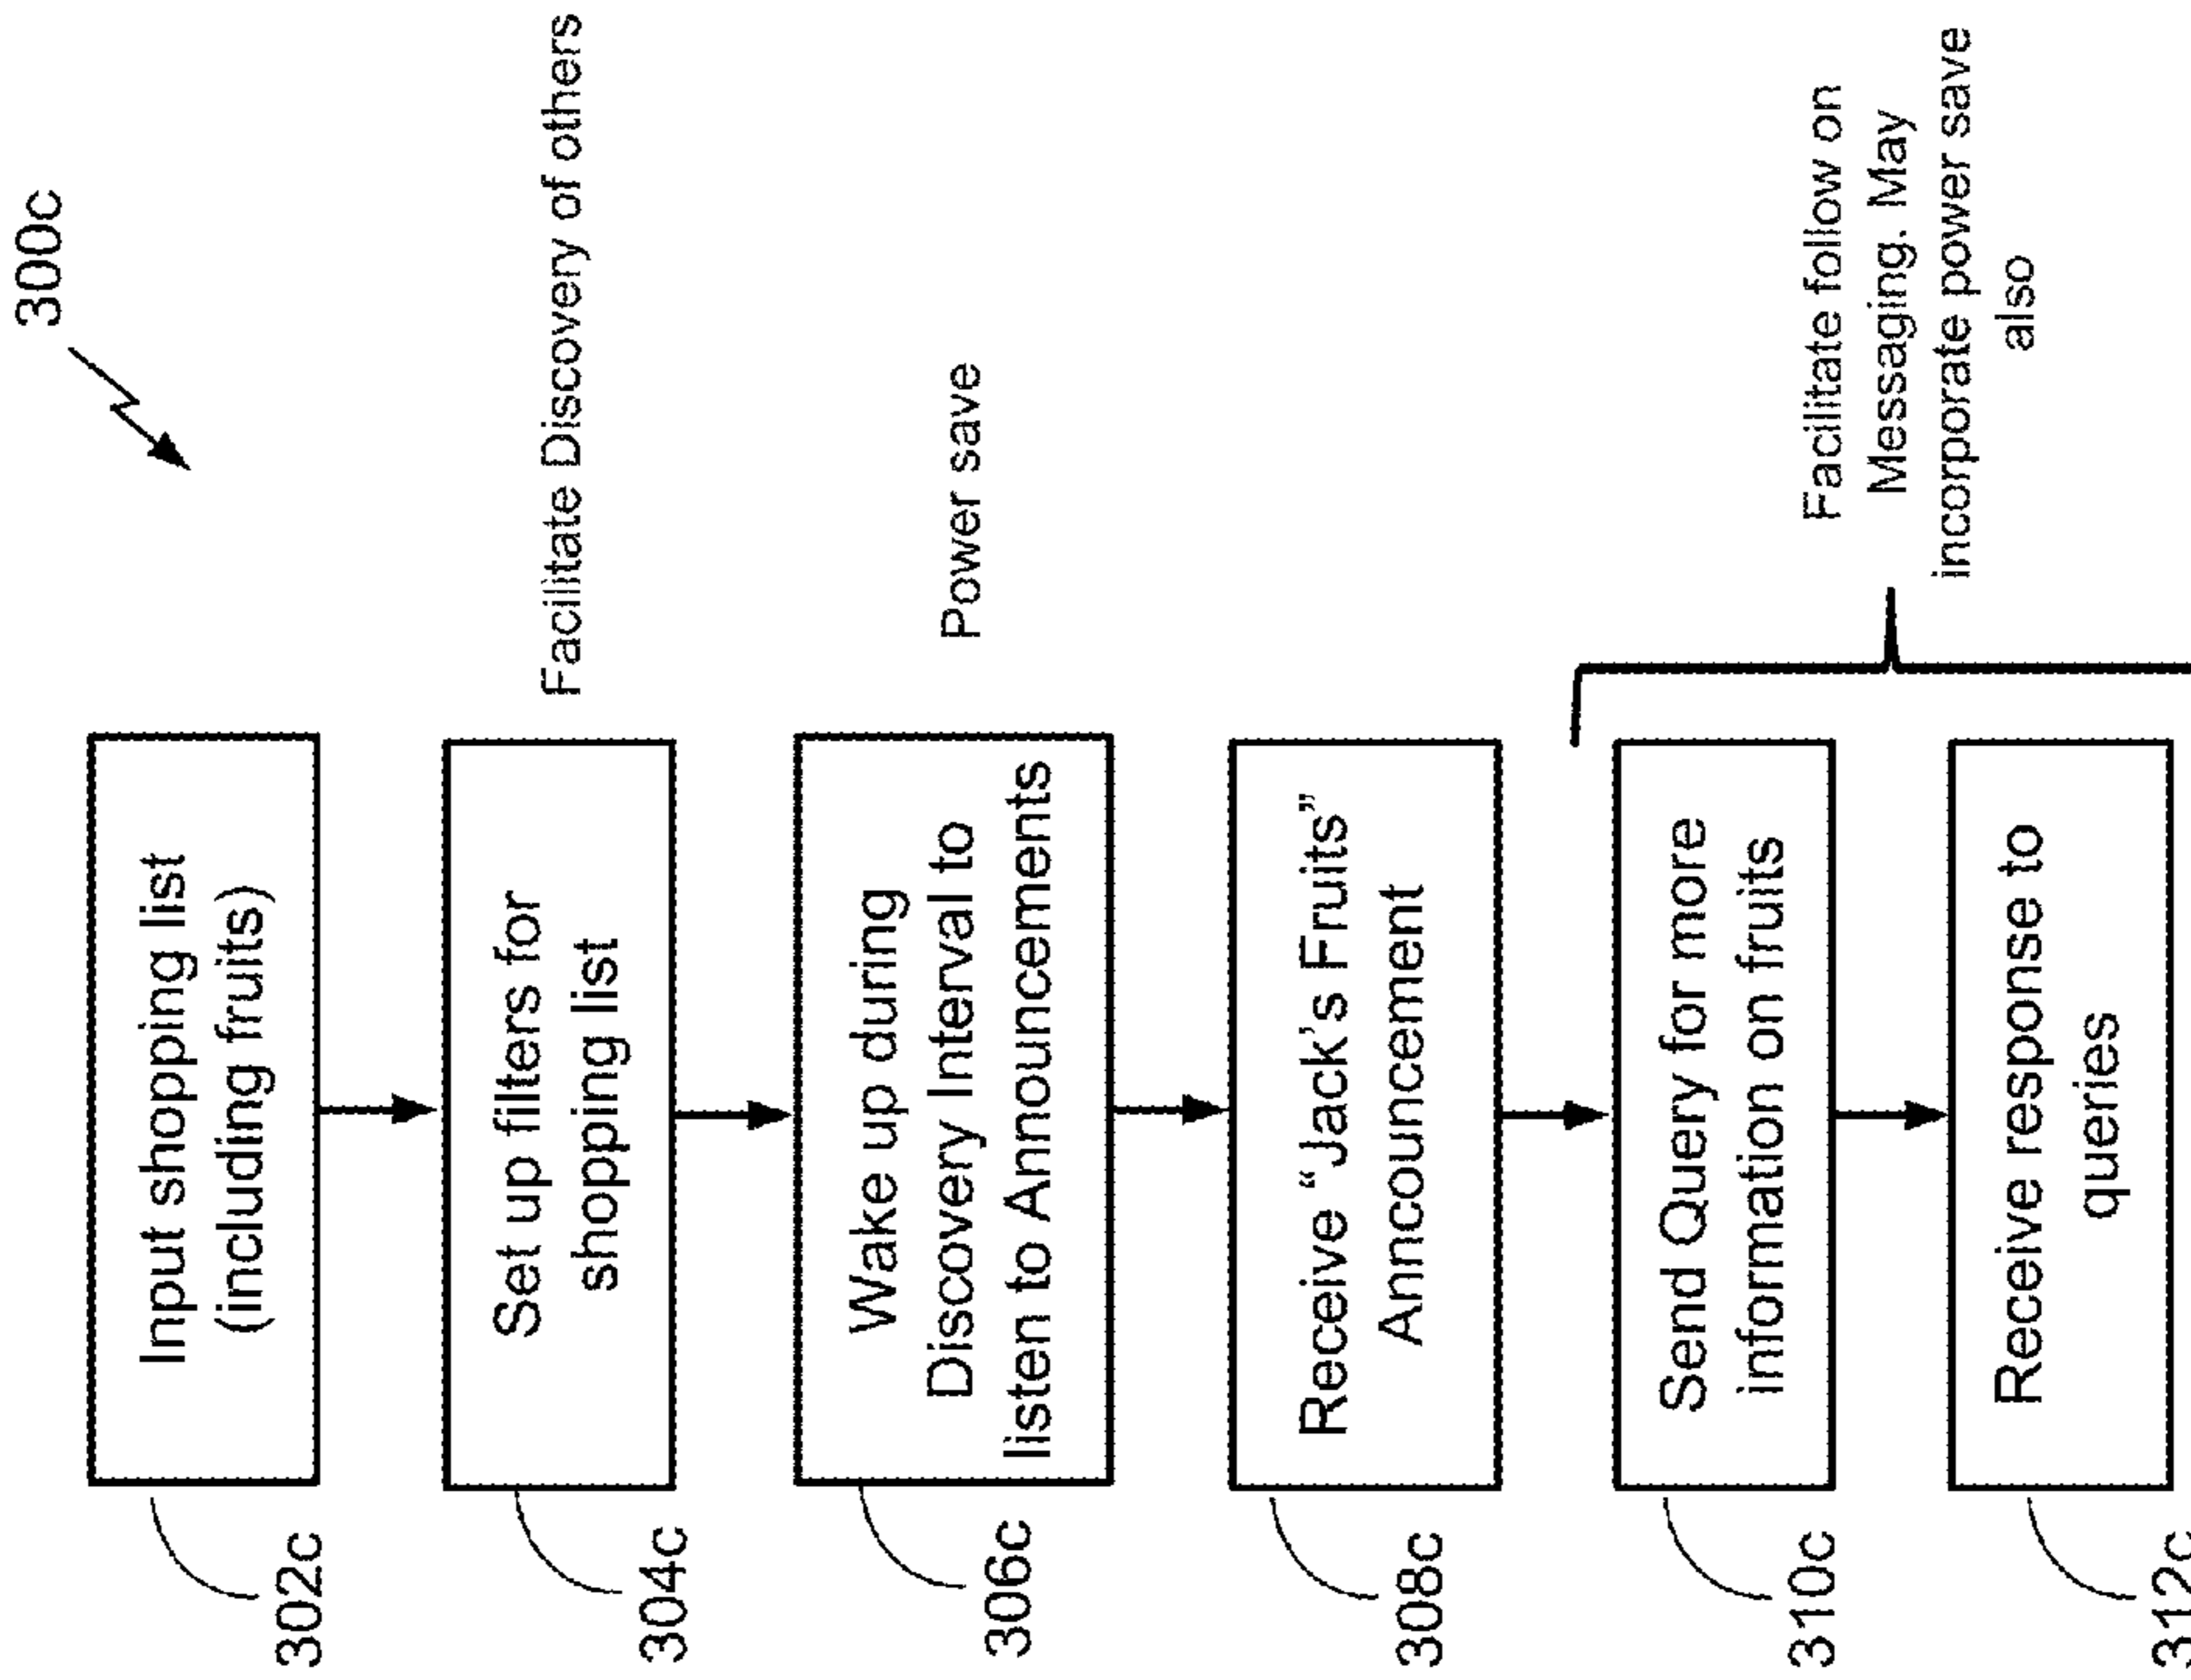 300c
Input shopping list
(including fruits)
302c
Set up filters for
shopping list
304c
Facilitate Discovery of others
Wake up during
Discovery Interval to
listen to Announcements
306c
Power save
Receive “Jack’s Fruits”
Anncouncement
308c
Send Query for more
information on fruits
310c
Receive response to
queries
312c
Facilitate follow on
Messaging. May
incorporate power save
also